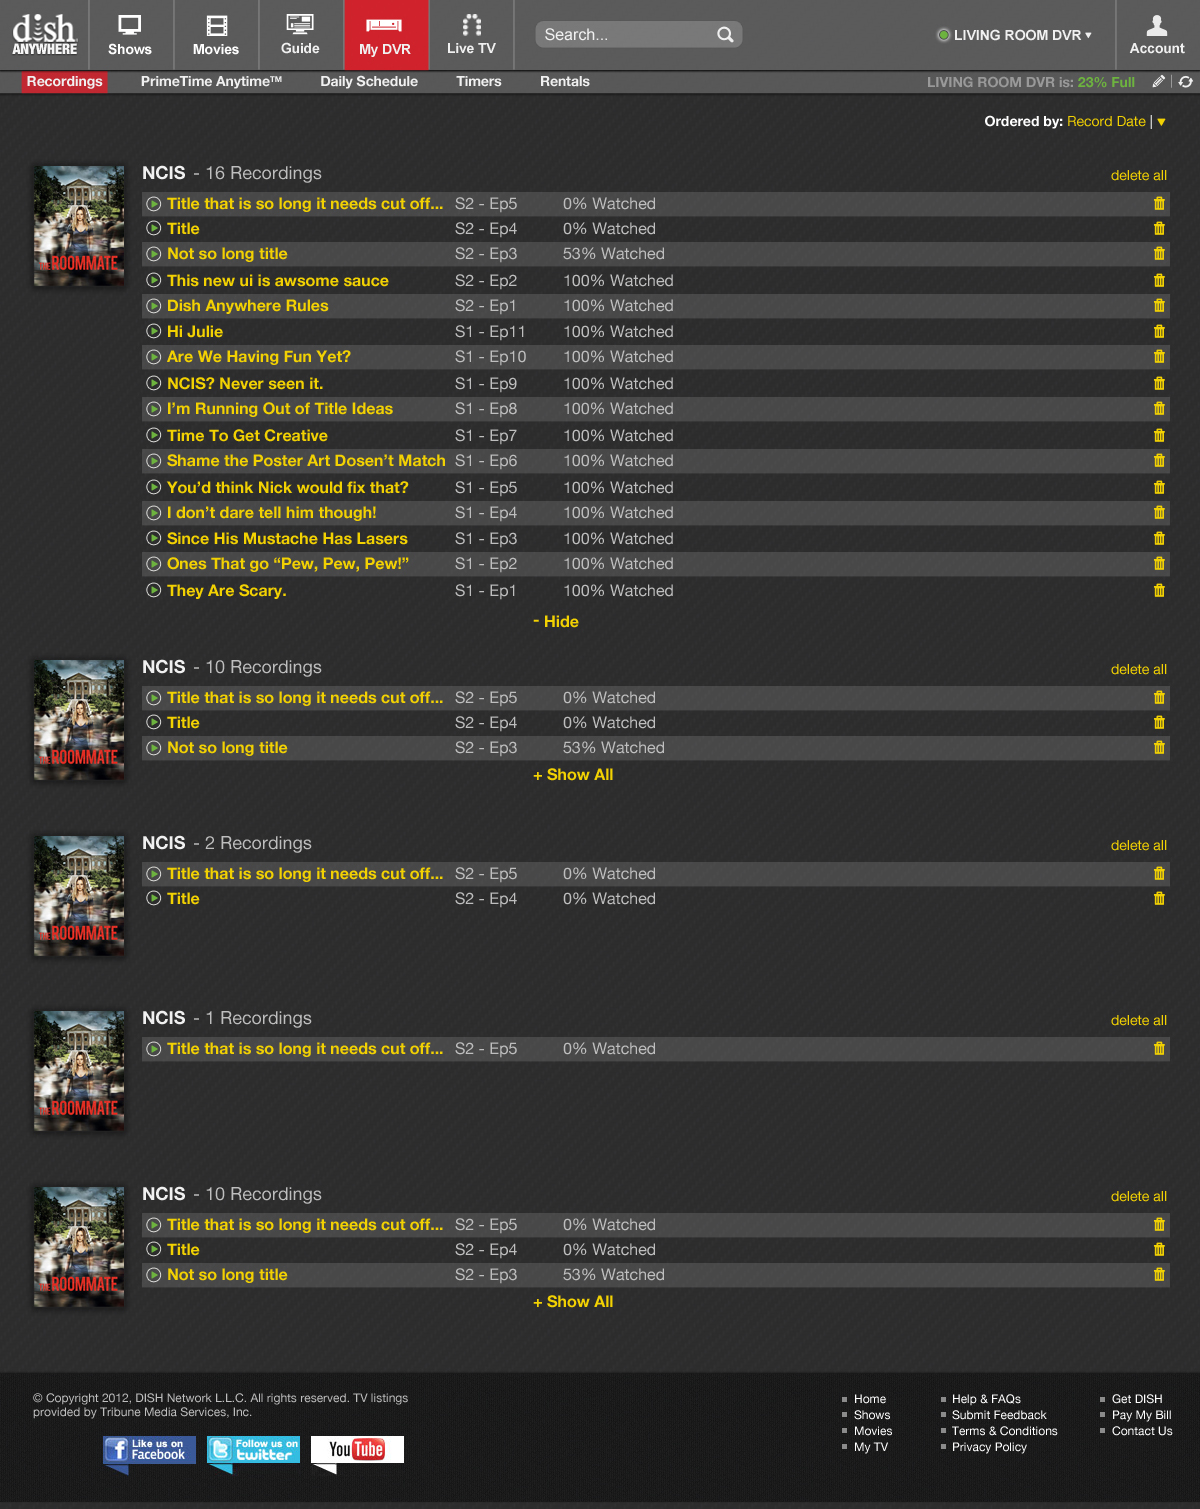 dish
ANYWHERE
Shows
Movies
Guide
My DVR
Live TV
Search...
LIVING ROOM DVR
Account
Recordings
PrimeTime Anytime™
Daily Schedule
Timers
Rentals
LIVING ROOM DVR is: 23% Full
Ordered by: Record Date |
NCIS - 16 Recordings
delete all
Title that is so long it needs cut off... S2 - Ep5 0% Watched
Title S2 - Ep4 0% Watched
Not so long title S2 - Ep3 53% Watched
This new ui is awsome sauce S2 - Ep2 100% Watched
Dish Anywhere Rules S2 - Ep1 100% Watched
Hi Julie S1 - Ep11 100% Watched
Are We Having Fun Yet? S1 - Ep10 100% Watched
NCIS? Never seen it. S1 - Ep9 100% Watched
I'm Running Out of Title Ideas S1 - Ep8 100% Watched
Time To Get Creative S1 - Ep7 100% Watched
Shame the Poster Art Dosen't Match S1 - Ep6 100% Watched
You'd think Nick would fix that? S1 - Ep5 100% Watched
I don't dare tell him though! S1 - Ep4 100% Watched
Since His Mustache Has Lasers S1 - Ep3 100% Watched
Ones That go “Pew, Pew, Pew!” S1 - Ep2 100% Watched
They Are Scary. S1 - Ep1 100% Watched
- Hide
THE ROOMMATE
NCIS - 10 Recordings
delete all
Title that is so long it needs cut off... S2 - Ep5 0% Watched
Title S2 - Ep4 0% Watched
Not so long title S2 - Ep3 53% Watched
+ Show All
THE ROOMMATE
NCIS - 2 Recordings
delete all
Title that is so long it needs cut off... S2 - Ep5 0% Watched
Title S2 - Ep4 0% Watched
THE ROOMMATE
NCIS - 1 Recordings
delete all
Title that is so long it needs cut off... S2 - Ep5 0% Watched
THE ROOMMATE
NCIS - 10 Recordings
delete all
Title that is so long it needs cut off... S2 - Ep5 0% Watched
Title S2 - Ep4 0% Watched
Not so long title S2 - Ep3 53% Watched
+ Show All
THE ROOMMATE
© Copyright 2012, DISH Network L.L.C. All rights reserved. TV listings
provided by Tribune Media Services, Inc.
Like us on
Facebook
Follow us on
twitter
YouTube
Home
Shows
Movies
My TV
Help & FAQs
Submit Feedback
Terms & Conditions
Privacy Policy
Get DISH
Pay My Bill
Contact Us